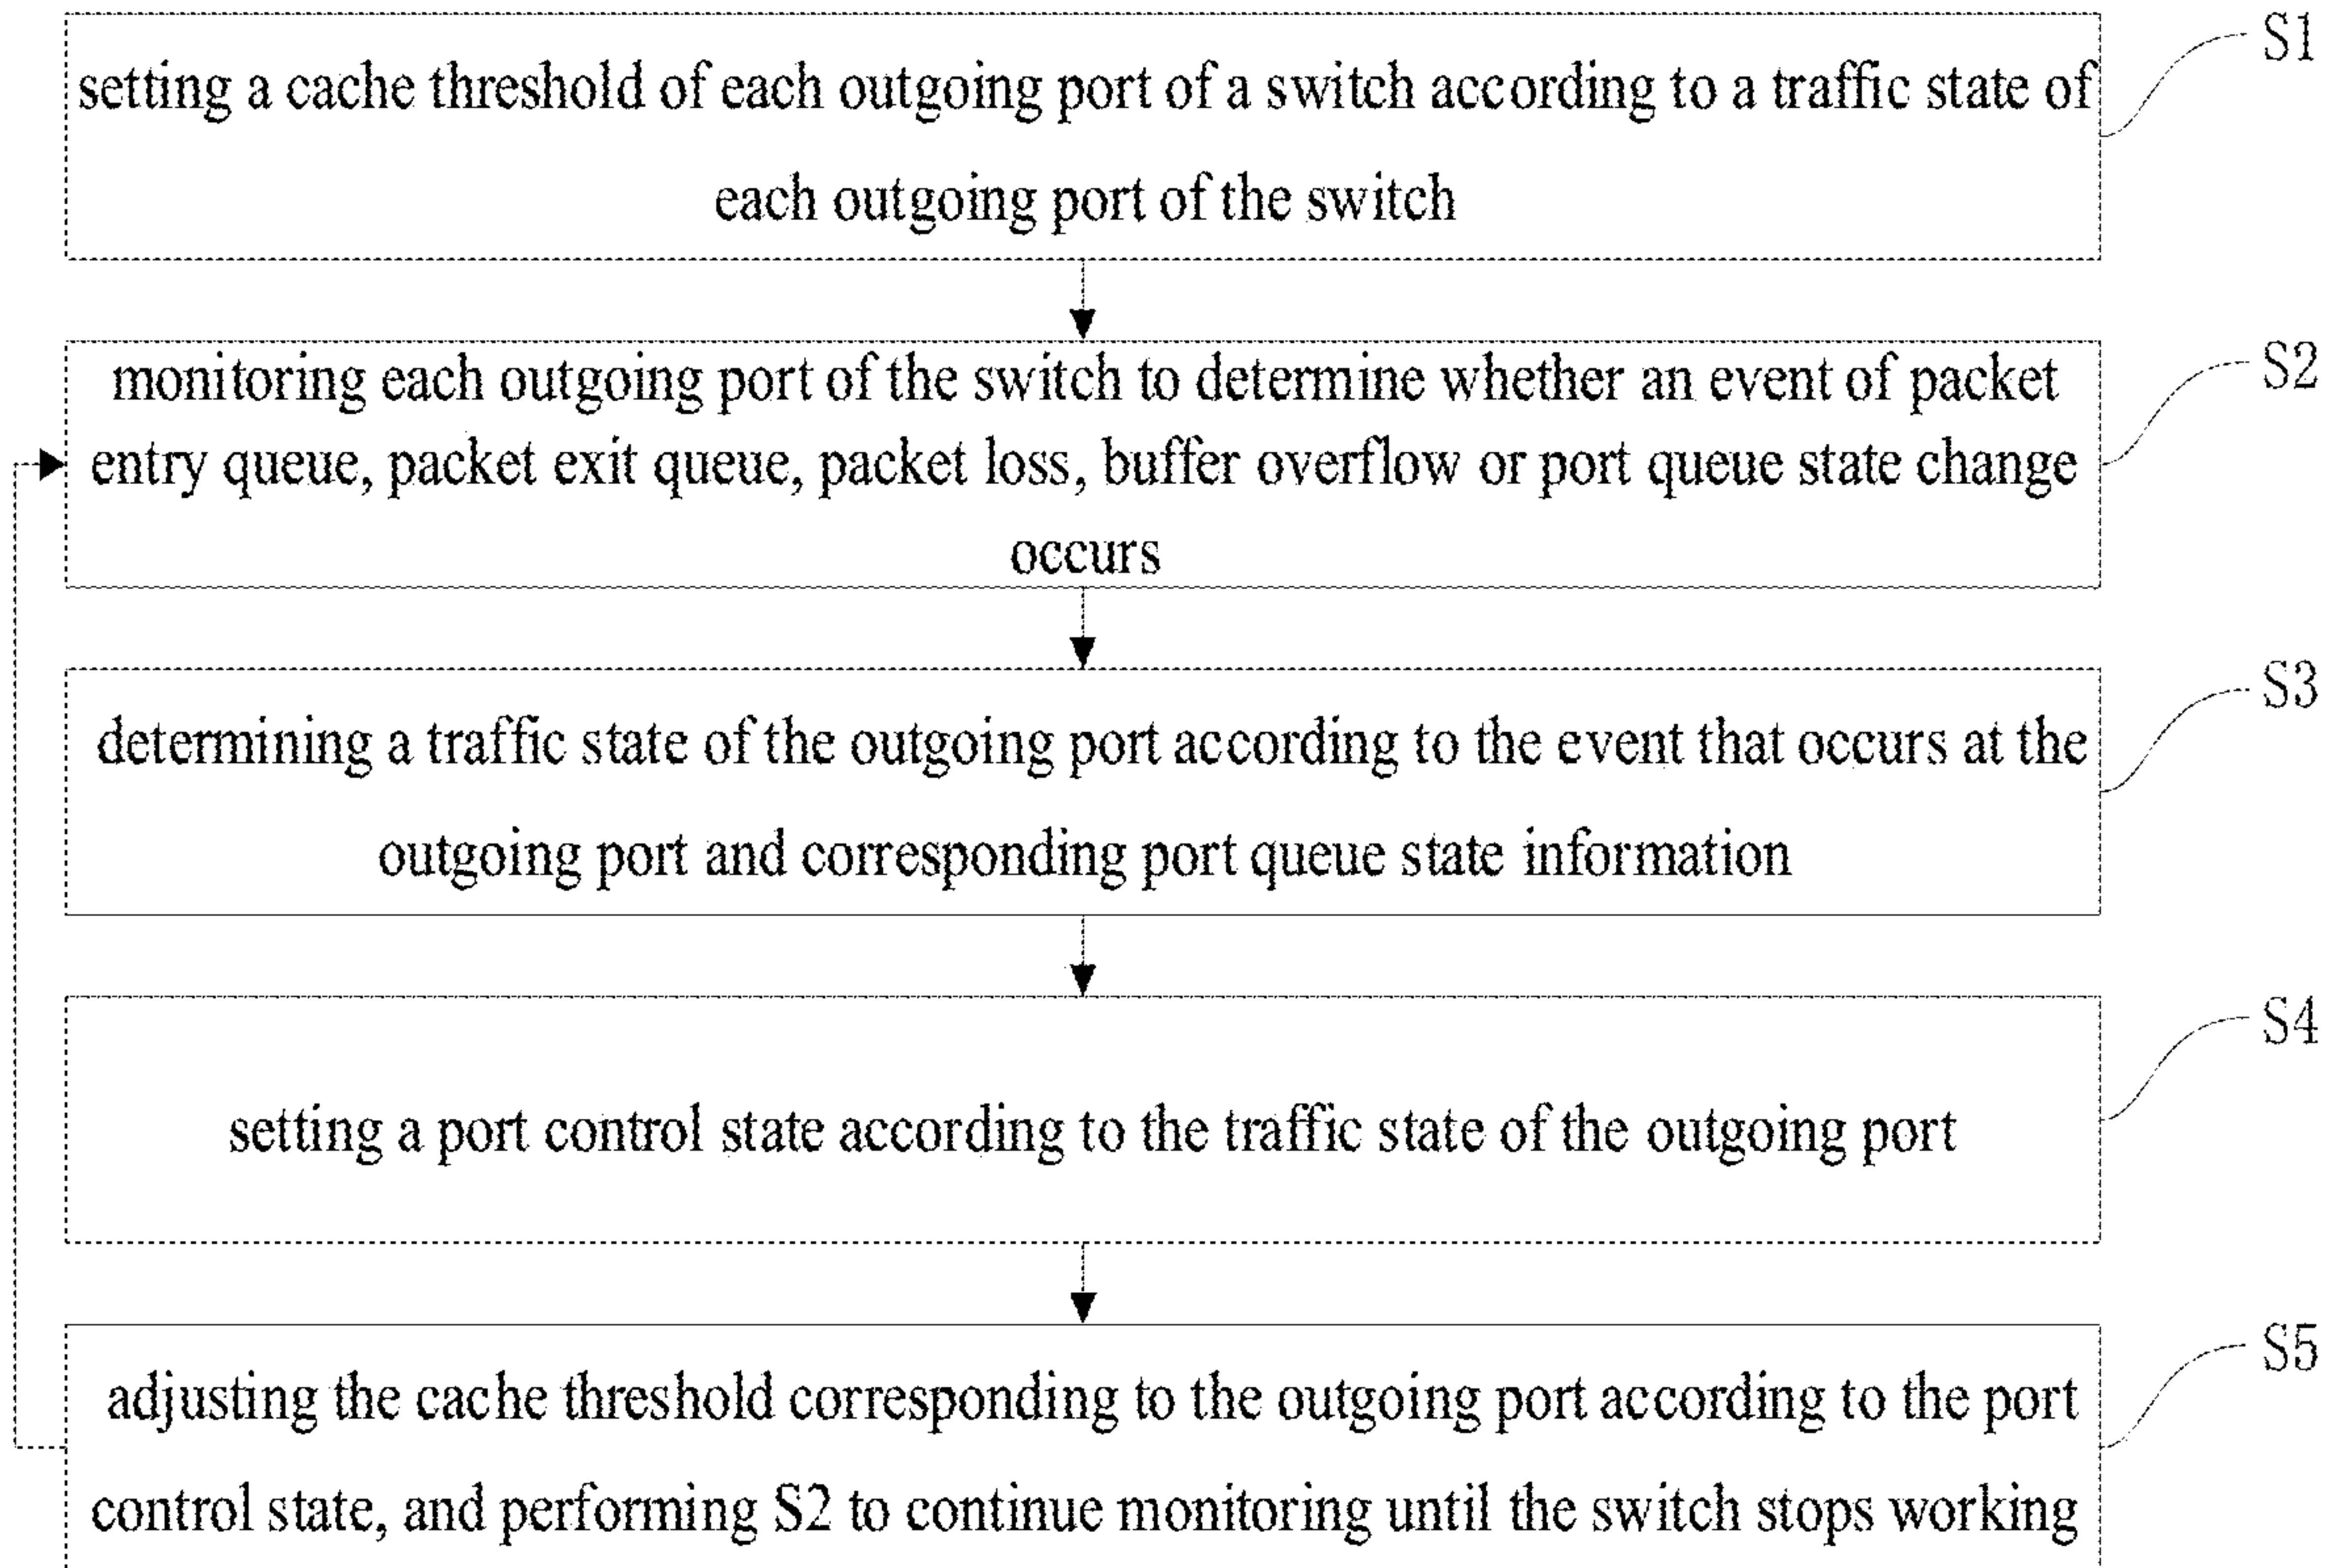 setting a cache threshold of each outgoing port of a switch according to a traffic state of
each outgoing port of the switch
S1
monitoring each outgoing port of the switch to determine whether an event of packet
entry queue, packet exit queue, packet loss, buffer overflow or port queue state change
occurs
S2
determining a traffic state of the outgoing port according to the event that occurs at the
outgoing port and corresponding port queue state information
S3
setting a port control state according to the traffic state of the outgoing port
S4
adjusting the cache threshold corresponding to the outgoing port according to the port
control state, and performing S2 to continue monitoring until the switch stops working
S5